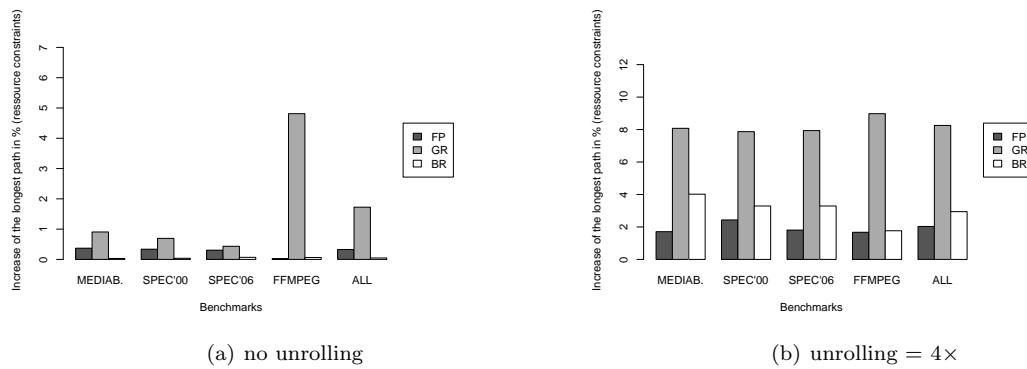 Increase of the longest path in % (ressource constraints)
7
6
5
4
3
2
1
0
MEDIAB.
SPEC'00
SPEC'06
FFMPEG
ALL
Benchmarks
FP
GR
BR
(a) no unrolling
Increase of the longest path in % (ressource constraints)
12
10
8
6
4
2
0
MEDIAB.
SPEC'00
SPEC'06
FFMPEG
ALL
Benchmarks
FP
GR
BR
(b) unrolling = 4×